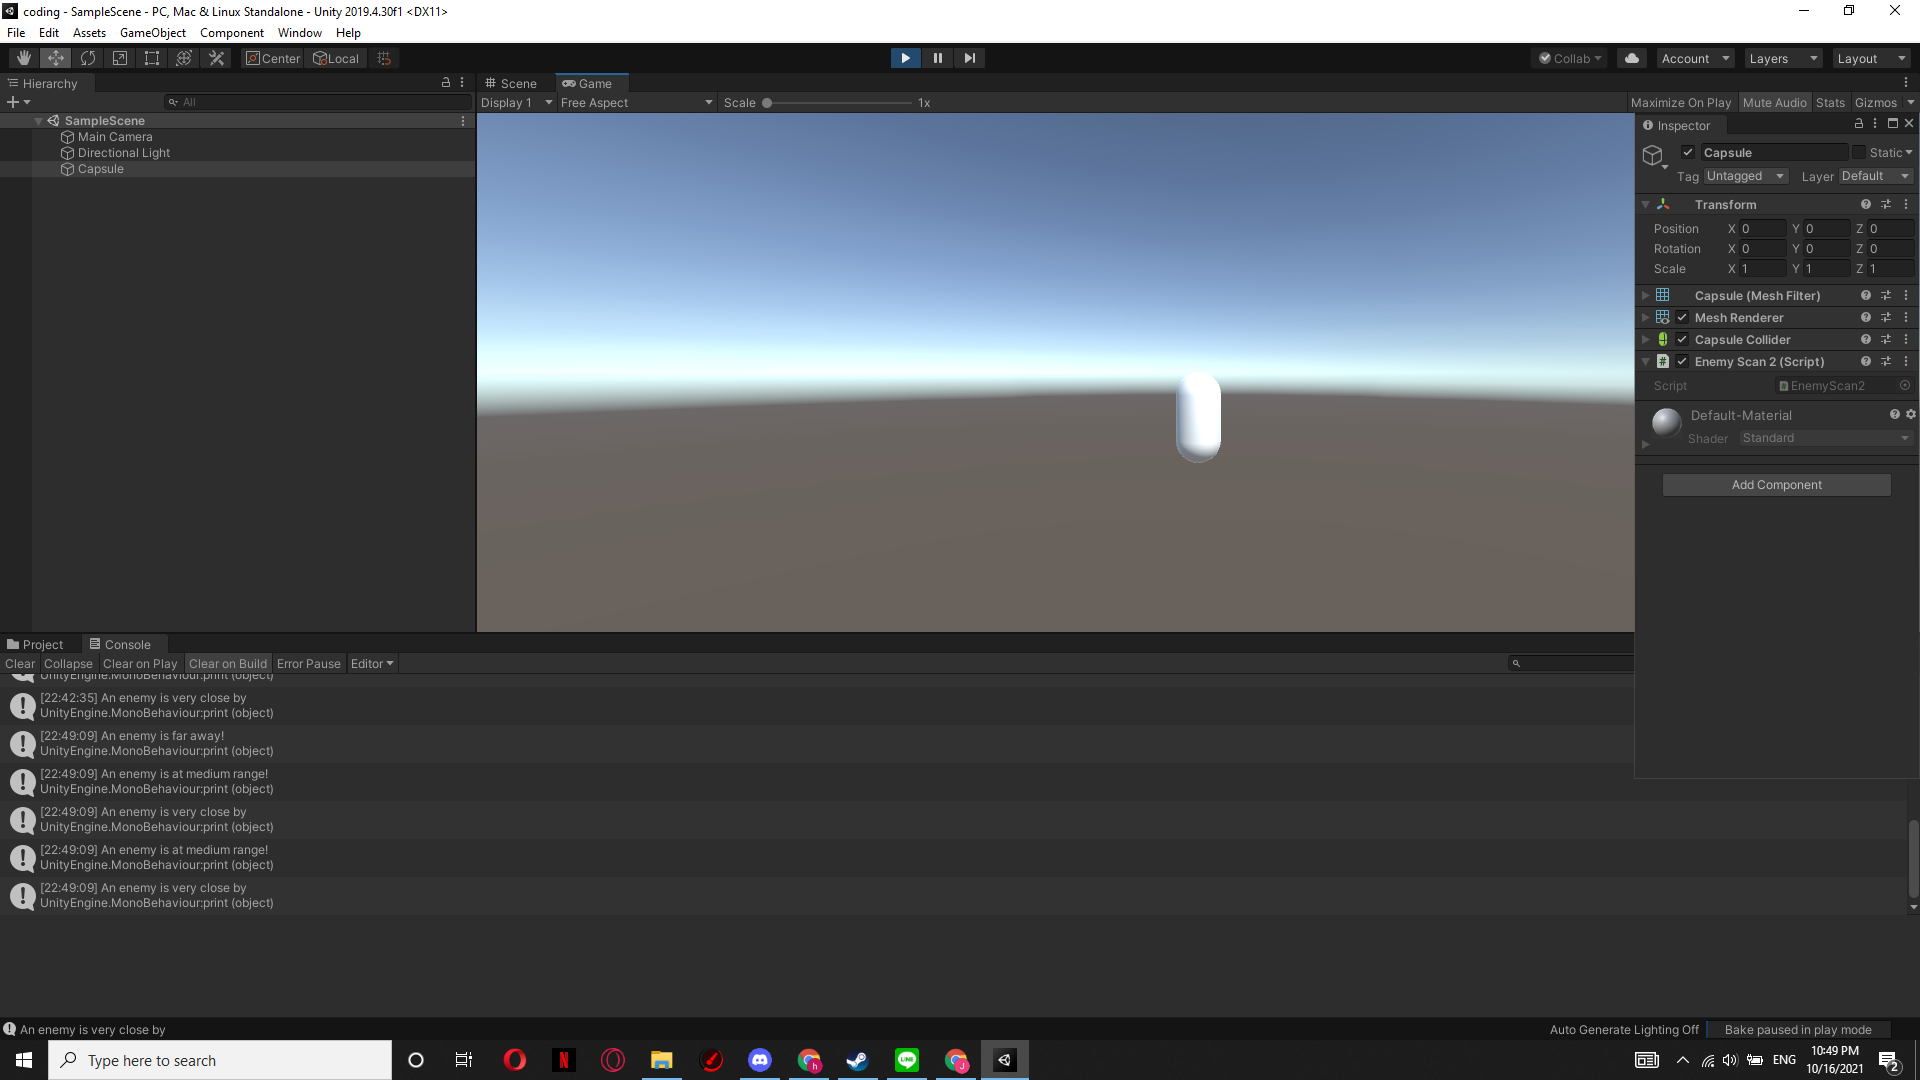 coding - SampleScene - PC, Mac & Linux Standalone - Unity 2019.4.30f1 <DX11>
File Edit Assets GameObject Component Window Help
Center Local Collab Account Layers Layout
Hierarchy
All
SampleScene
Main Camera
Directional Light
Capsule
Scene Game
Display 1 Free Aspect Scale 1x Maximize On Play Mute Audio Stats Gizmos
Inspector
Capsule Static
Tag Untagged Layer Default
Transform
Position X 0 Y 0 Z 0
Rotation X 0 Y 0 Z 0
Scale X 1 Y 1 Z 1
Capsule (Mesh Filter)
Mesh Renderer
Capsule Collider
Enemy Scan 2 (Script)
Script EnemyScan2
Default-Material
Shader Standard
Add Component
Project Console
Clear Collapse Clear on Play Clear on Build Error Pause Editor
UnityEngine.MonoBehaviour:print (object)
[22:42:35] An enemy is very close by
UnityEngine.MonoBehaviour:print (object)
[22:49:09] An enemy is far away!
UnityEngine.MonoBehaviour:print (object)
[22:49:09] An enemy is at medium range!
UnityEngine.MonoBehaviour:print (object)
[22:49:09] An enemy is very close by
UnityEngine.MonoBehaviour:print (object)
[22:49:09] An enemy is at medium range!
UnityEngine.MonoBehaviour:print (object)
[22:49:09] An enemy is very close by
UnityEngine.MonoBehaviour:print (object)
An enemy is very close by
Auto Generate Lighting Off Bake paused in play mode
Type here to search
N
h
LINE
J
ENG
10:49 PM
10/16/2021
2